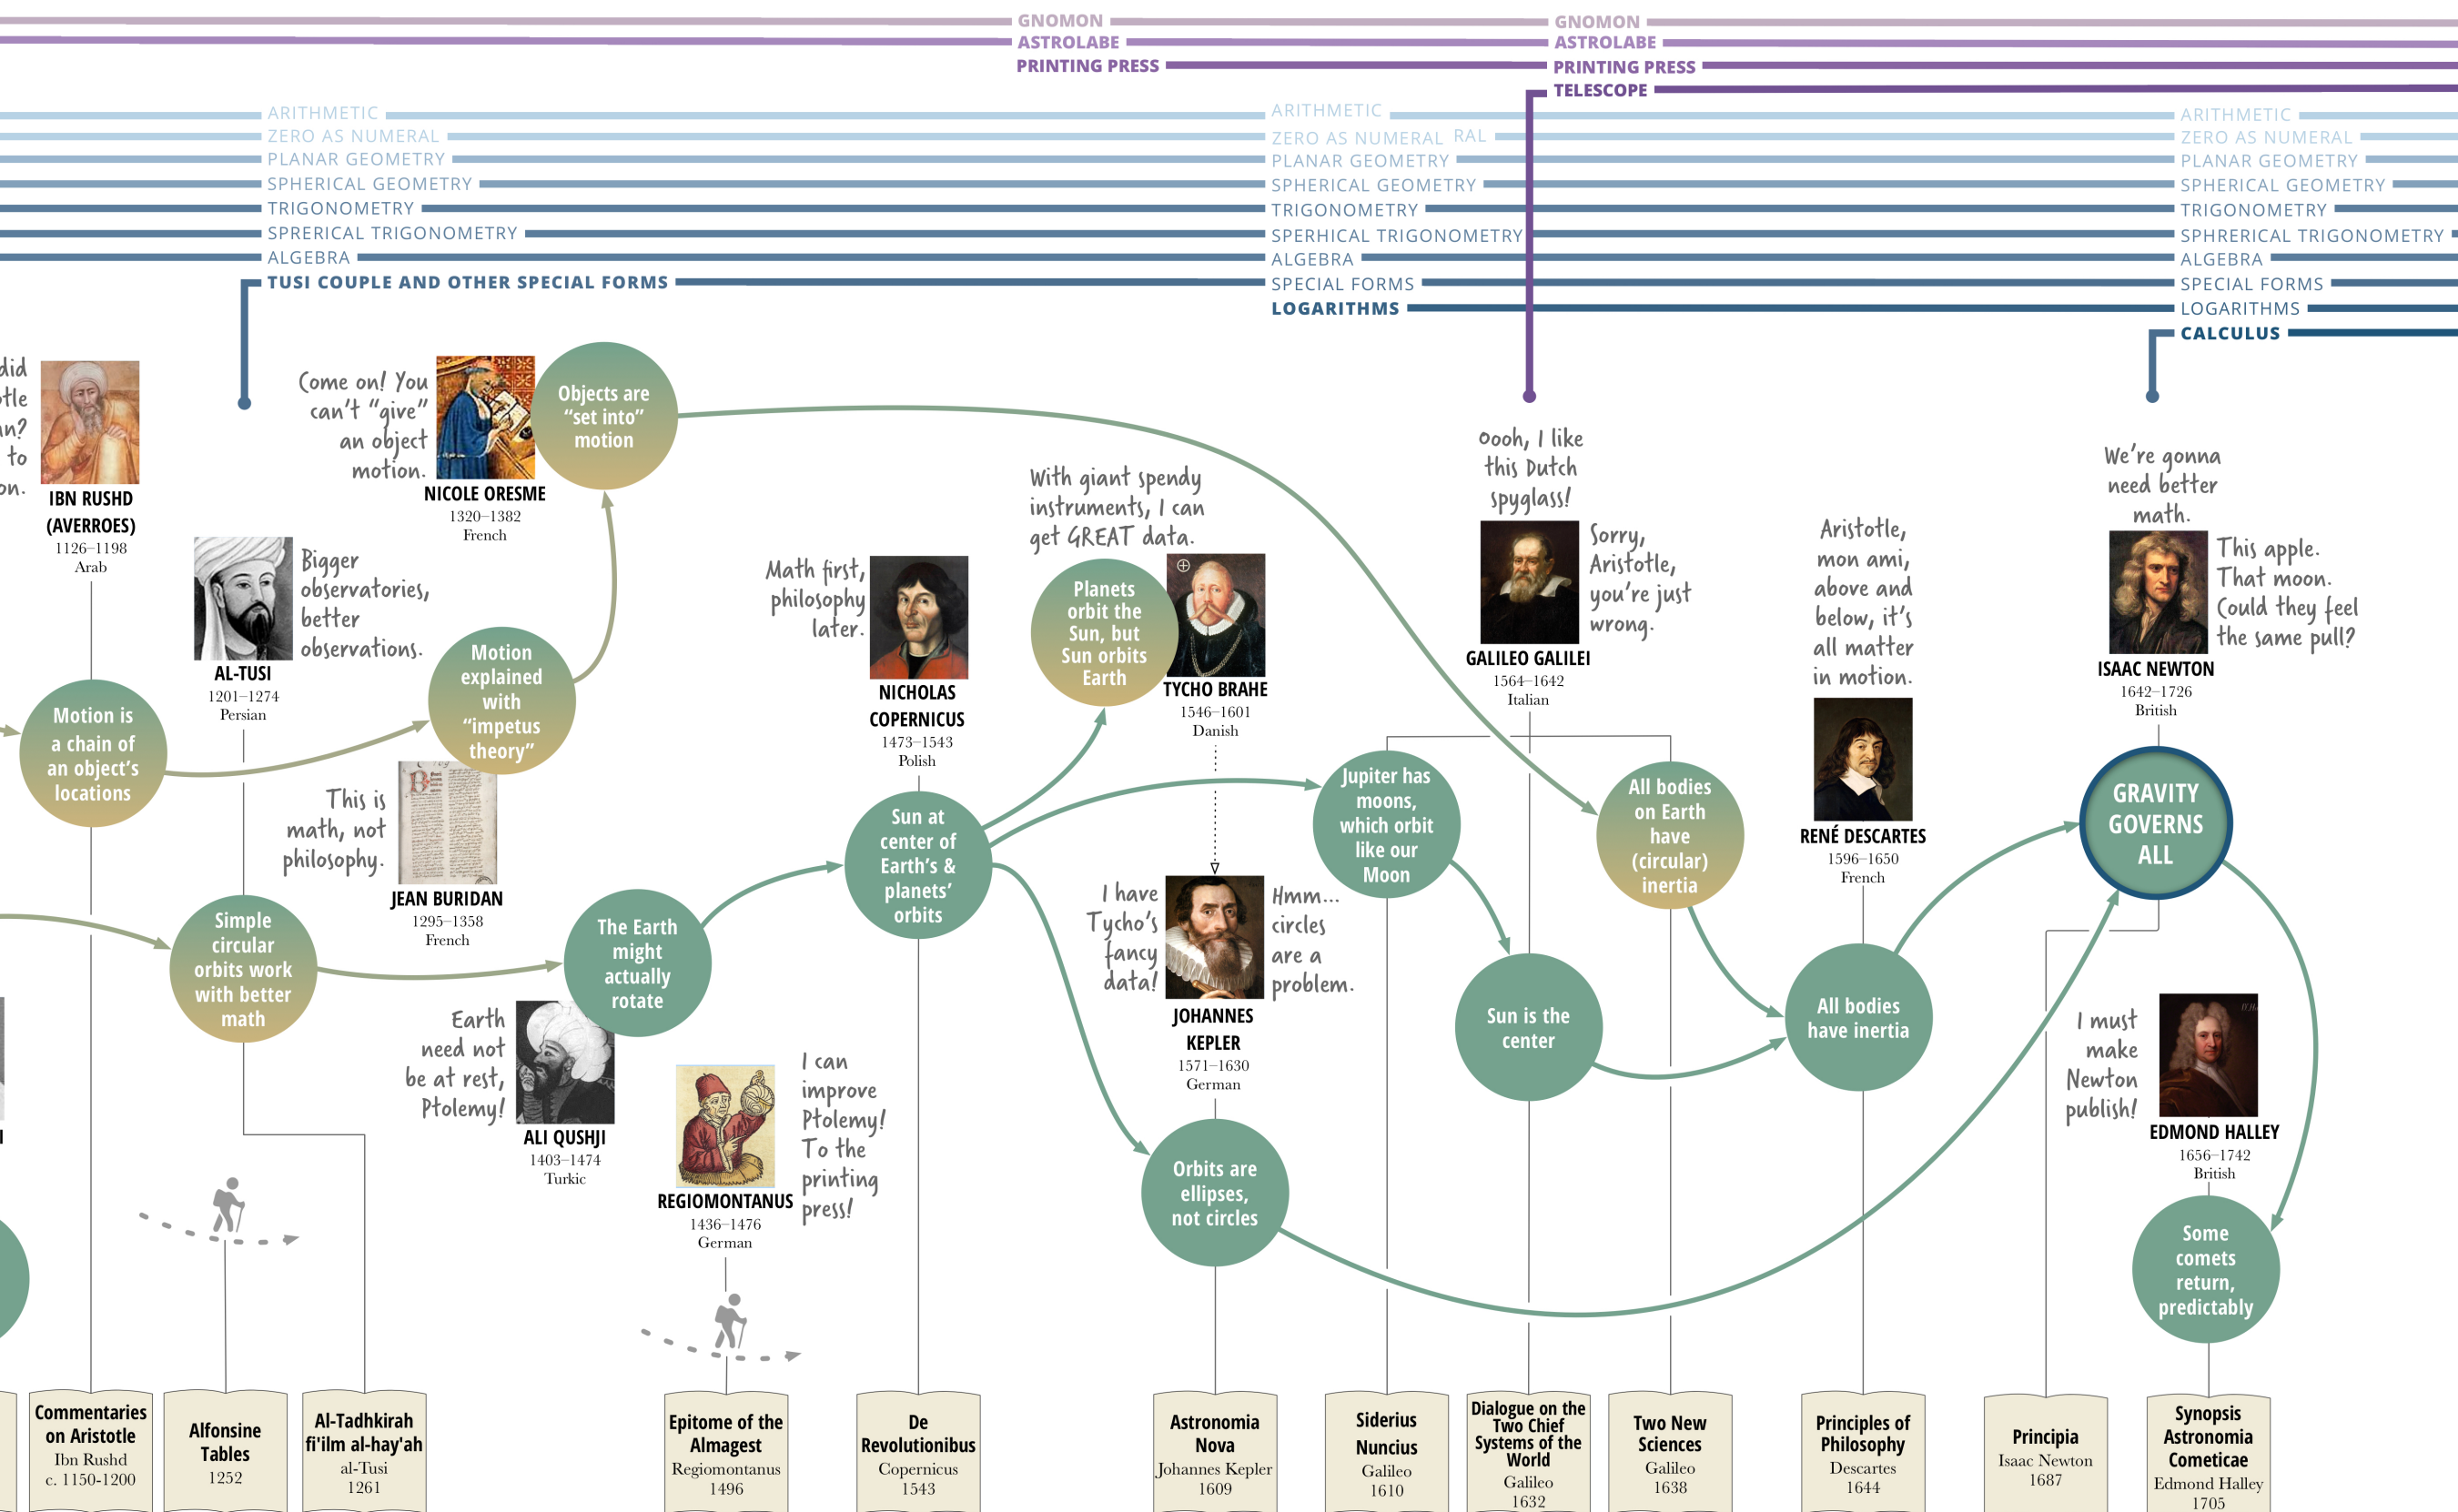 GNOMON
ASTROLABE
PRINTING PRESS
GNOMON
ASTROLABE
PRINTING PRESS
TELESCOPE
ARITHMETIC
ZERO AS NUMERAL
PLANAR GEOMETRY
SPHERICAL GEOMETRY
TRIGONOMETRY
SPRERICAL TRIGONOMETRY
ALGEBRA
TUSI COUPLE AND OTHER SPECIAL FORMS
ARITHMETIC
ZERO AS NUMERAL RAL
PLANAR GEOMETRY
SPHERICAL GEOMETRY
TRIGONOMETRY
SPERHICAL TRIGONOMETRY
ALGEBRA
SPECIAL FORMS
LOGARITHMS
ARITHMETIC
ZERO AS NUMERAL
PLANAR GEOMETRY
SPHERICAL GEOMETRY
TRIGONOMETRY
SPHRERICAL TRIGONOMETRY
ALGEBRA
SPECIAL FORMS
LOGARITHMS
CALCULUS
did
to
on.
IBN RUSHD
(AVERROES)
1126–1198
Arab
Motion is
a chain of
an object's
locations
AL-TUSI
1201–1274
Persian
Bigger
observatories,
better
observations.
Simple
circular
orbits work
with better
math
Come on! You
can't "give"
an object
motion.
NICOLE ORESME
1320–1382
French
Objects are
"set into"
motion
Motion
explained
with
"impetus
theory"
This is
math, not
philosophy.
JEAN BURIDAN
1295–1358
French
The Earth
might
actually
rotate
Earth
need not
be at rest,
Ptolemy!
ALI QUSHJI
1403–1474
Turkic
I can
improve
Ptolemy!
To the
printing
press!
REGIOMONTANUS
1436–1476
German
Math first,
philosophy
later.
NICHOLAS
COPERNICUS
1473–1543
Polish
Sun at
center of
Earth's &
planets'
orbits
With giant spendy
instruments, I can
get GREAT data.
Planets
orbit the
Sun, but
Sun orbits
Earth
TYCHO BRAHE
1546–1601
Danish
I have
Tycho's
fancy
data!
Hmm...
circles
are a
problem.
JOHANNES
KEPLER
1571–1630
German
Orbits are
ellipses,
not circles
Oooh, I like
this Dutch
spyglass!
Sorry,
Aristotle,
you're just
wrong.
GALILEO GALILEI
1564–1642
Italian
Jupiter has
moons,
which orbit
like our
Moon
All bodies
on Earth
have
(circular)
inertia
Sun is the
center
Aristotle,
mon ami,
above and
below, it's
all matter
in motion.
RENÉ DESCARTES
1596–1650
French
All bodies
have inertia
We're gonna
need better
math.
This apple.
That moon.
Could they feel
the same pull?
ISAAC NEWTON
1642–1726
British
GRAVITY
GOVERNS
ALL
I must
make
Newton
publish!
EDMOND HALLEY
1656–1742
British
Some
comets
return,
predictably
Commentaries
on Aristotle
Ibn Rushd
c. 1150-1200
Alfonsine
Tables
1252
Al-Tadhkirah
fi'ilm al-hay'ah
al-Tusi
1261
Epitome of the
Almagest
Regiomontanus
1496
De
Revolutionibus
Copernicus
1543
Astronomia
Nova
Johannes Kepler
1609
Siderius
Nuncius
Galileo
1610
Dialogue on the
Two Chief
Systems of the
World
Galileo
1632
Two New
Sciences
Galileo
1638
Principles of
Philosophy
Descartes
1644
Principia
Isaac Newton
1687
Synopsis
Astronomia
Cometicae
Edmond Halley
1705